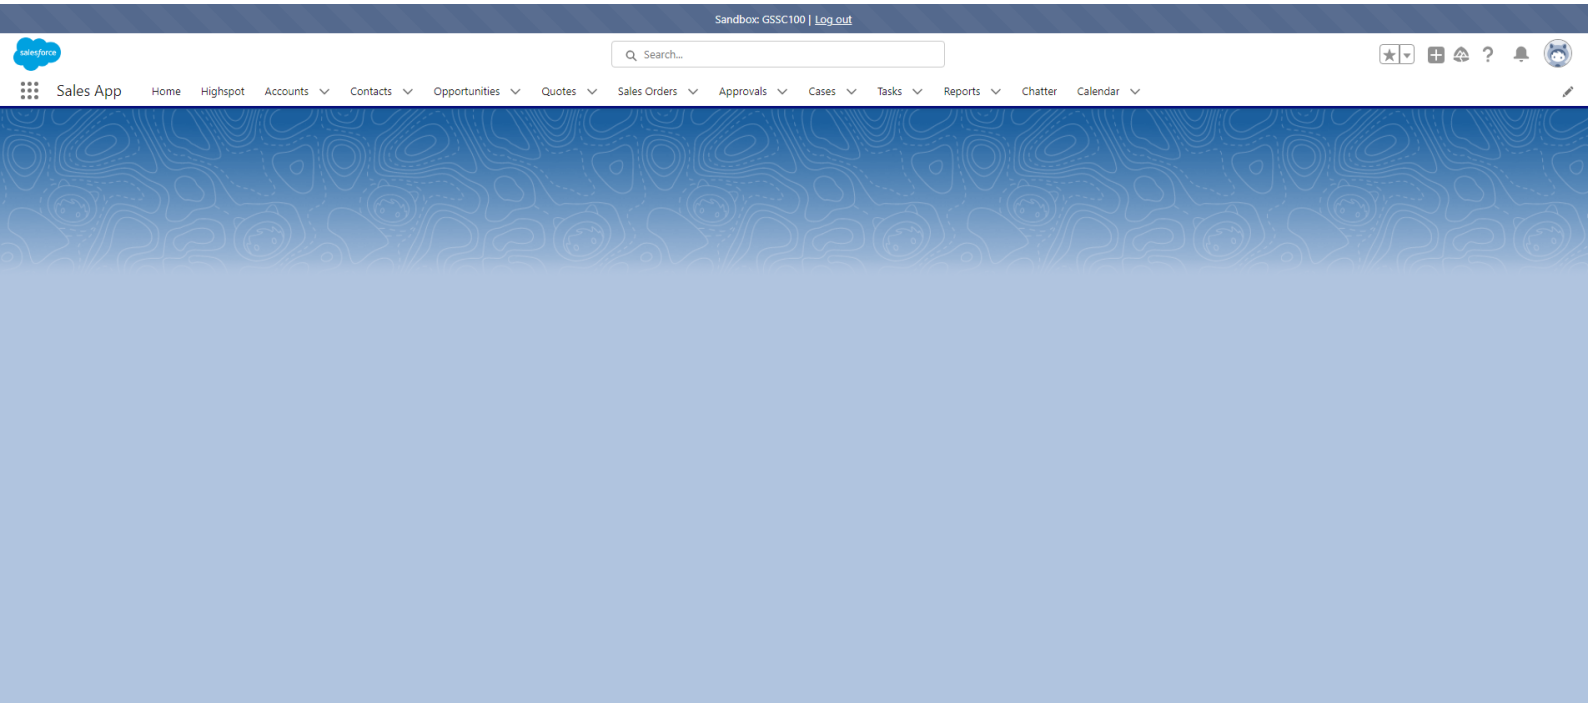 Sandbox: GSSC100 | Log out
salesforce
Search...
Sales App Home Highspot Accounts Contacts Opportunities Quotes Sales Orders Approvals Cases Tasks Reports Chatter Calendar